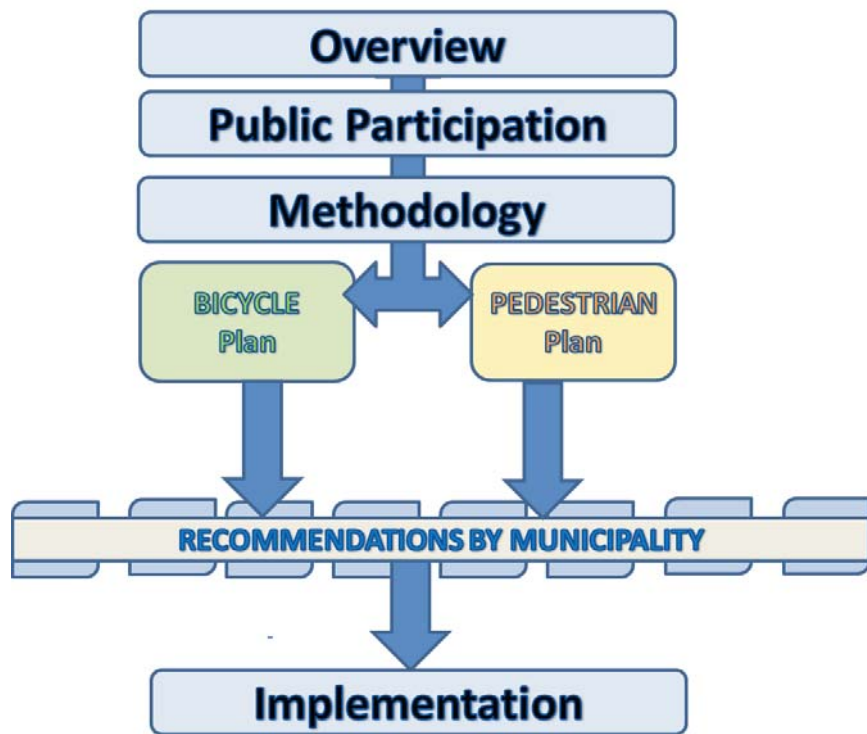 Overview
Public Participation
Methodology
BICYCLE
Plan
PEDESTRIAN
Plan
RECOMMENDATIONS BY MUNICIPALITY
Implementation